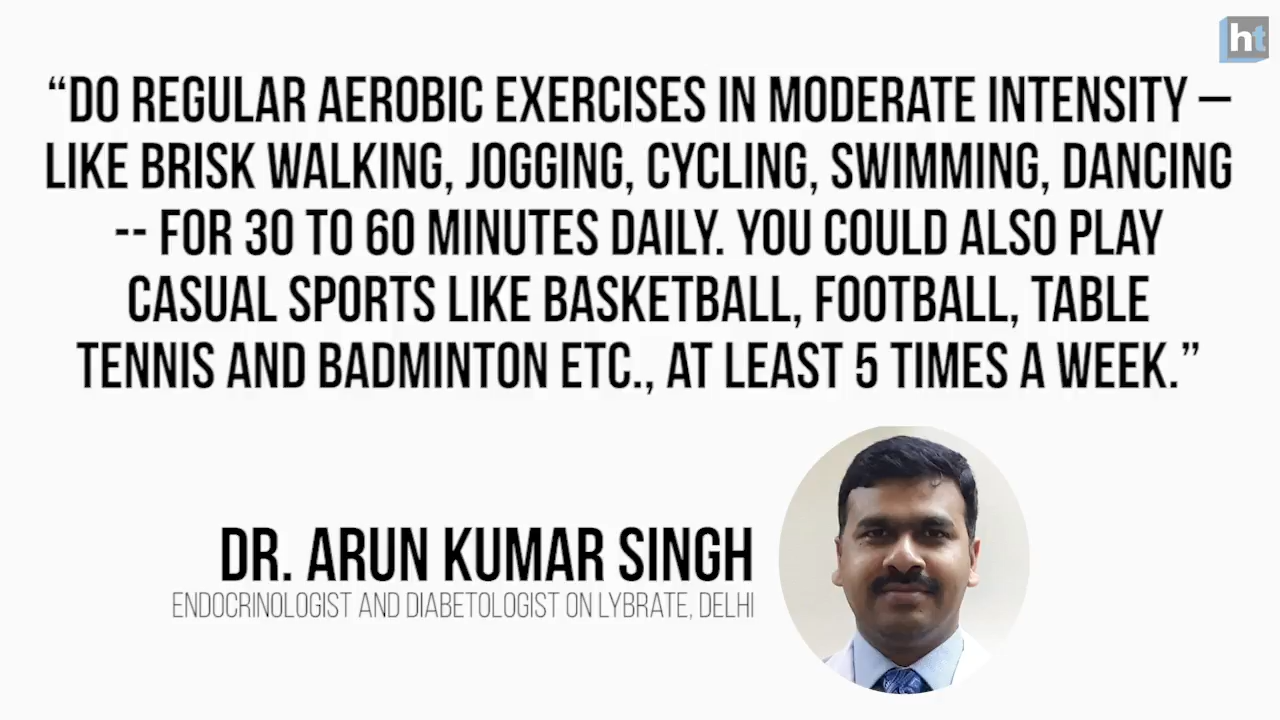 ht
“DO REGULAR AEROBIC EXERCISES IN MODERATE INTENSITY –
LIKE BRISK WALKING, JOGGING, CYCLING, SWIMMING, DANCING
-- FOR 30 TO 60 MINUTES DAILY. YOU COULD ALSO PLAY
CASUAL SPORTS LIKE BASKETBALL, FOOTBALL, TABLE
TENNIS AND BADMINTON ETC., AT LEAST 5 TIMES A WEEK.”
DR. ARUN KUMAR SINGH
ENDOCRINOLOGIST AND DIABETOLOGIST ON LYBRATE, DELHI